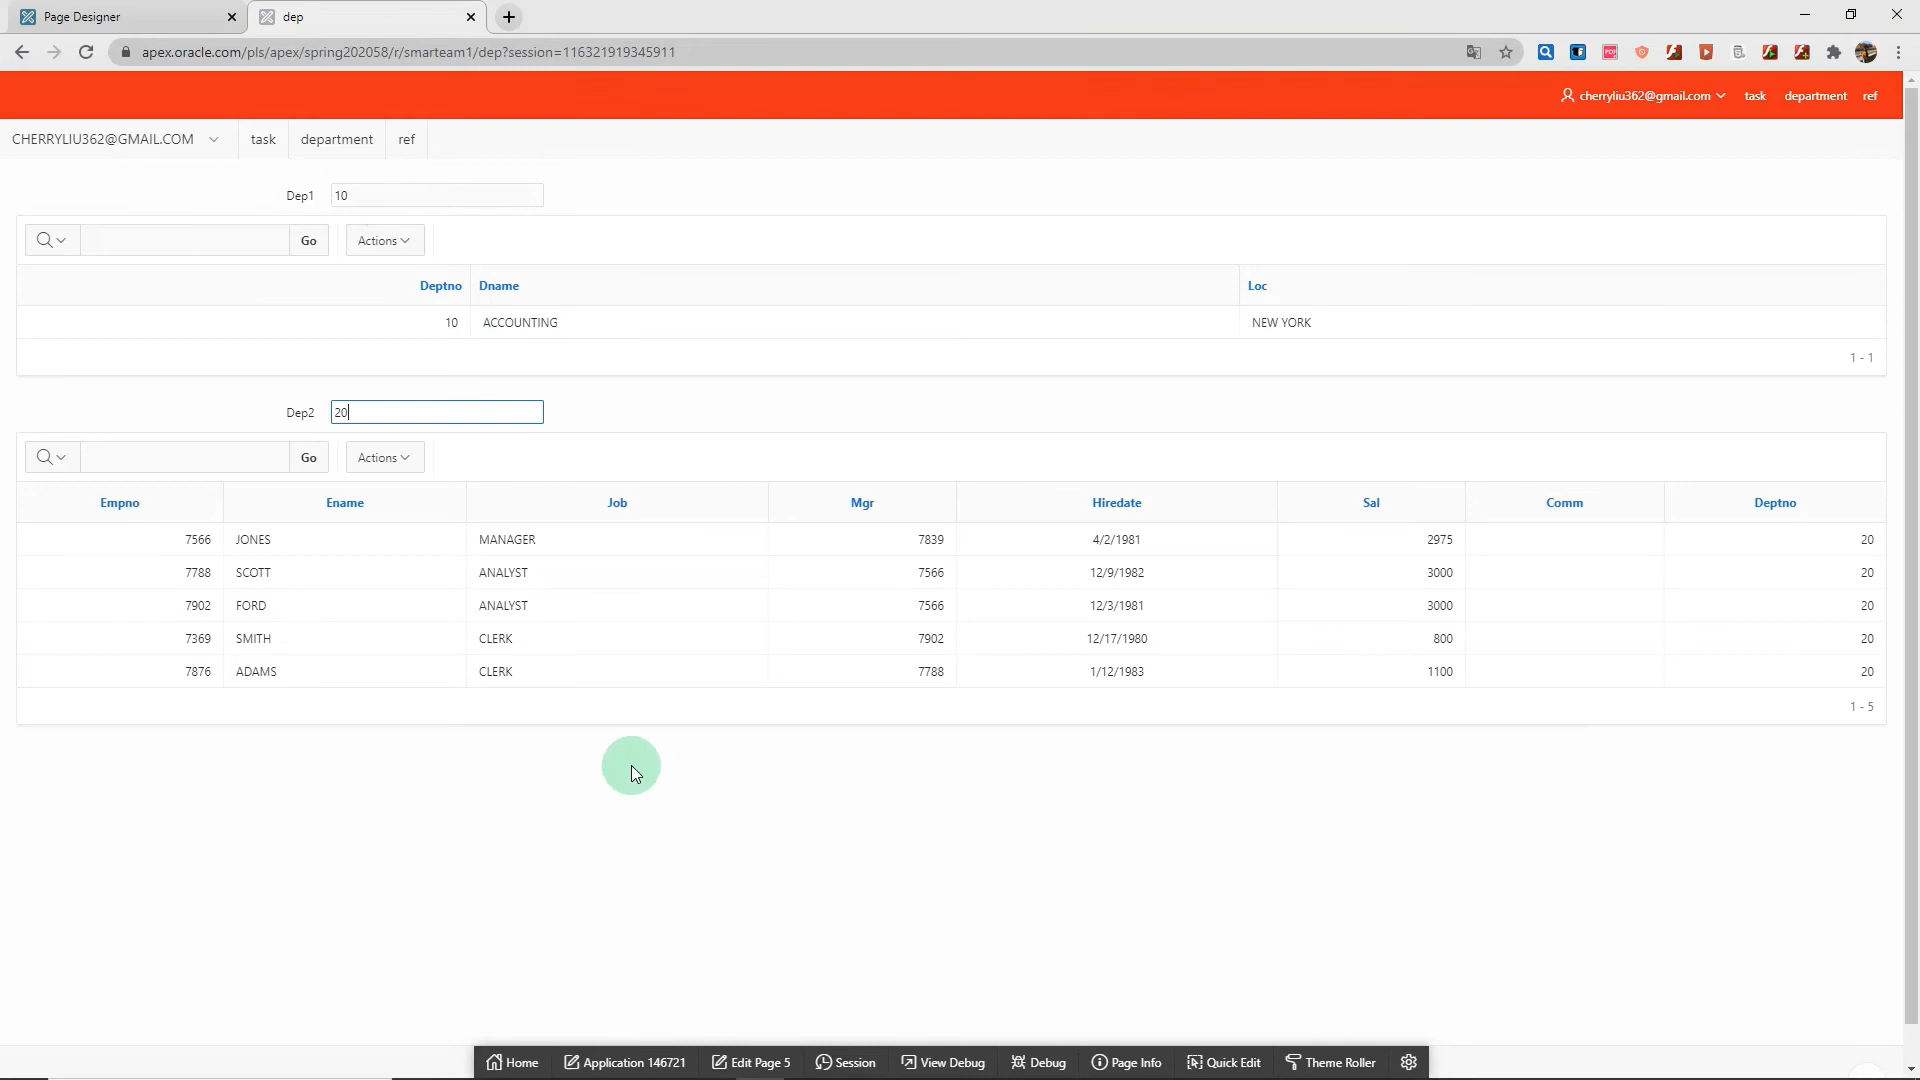 Page Designer
dep
apex.oracle.com/pls/apex/spring202058/r/smarteam1/dep?session=116321919345911
cherryliu362@gmail.com task department ref
CHERRYLIU362@GMAIL.COM task department ref
Dep1 10
Go Actions
Deptno Dname Loc
10 ACCOUNTING NEW YORK
1 - 1
Dep2 20
Go Actions
Empno Ename Job Mgr Hiredate Sal Comm Deptno
7566 JONES MANAGER 7839 4/2/1981 2975 20
7788 SCOTT ANALYST 7566 12/9/1982 3000 20
7902 FORD ANALYST 7566 12/3/1981 3000 20
7369 SMITH CLERK 7902 12/17/1980 800 20
7876 ADAMS CLERK 7788 1/12/1983 1100 20
1 - 5
Home Application 146721 Edit Page 5 Session View Debug Debug Page Info Quick Edit Theme Roller